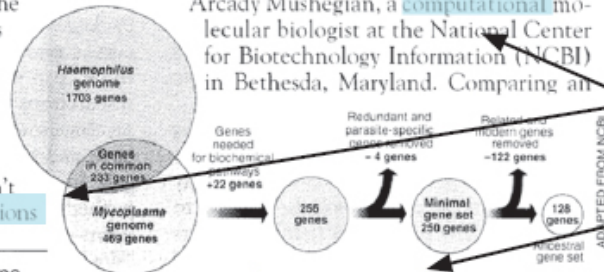 the
Arcady Mushegian, a computational mo-
lecular biologist at the National Center
for Biotechnology Information (NCBI)
in Bethesda, Maryland. Comparing an
Haemophilus
genome
1703 genes
Genes
in common
233 genes
Mycoplasma
genome
469 genes
Genes
needed
for biochemical
pathways
+22 genes
256
genes
Redundant and
parasite-specific
genes removed
- 4 genes
Minimal
gene set
250 genes
Related
modern genes
removed
-122 genes
128
genes
Ancestral
gene set
ADAPTED FROM NCBI
't
ions